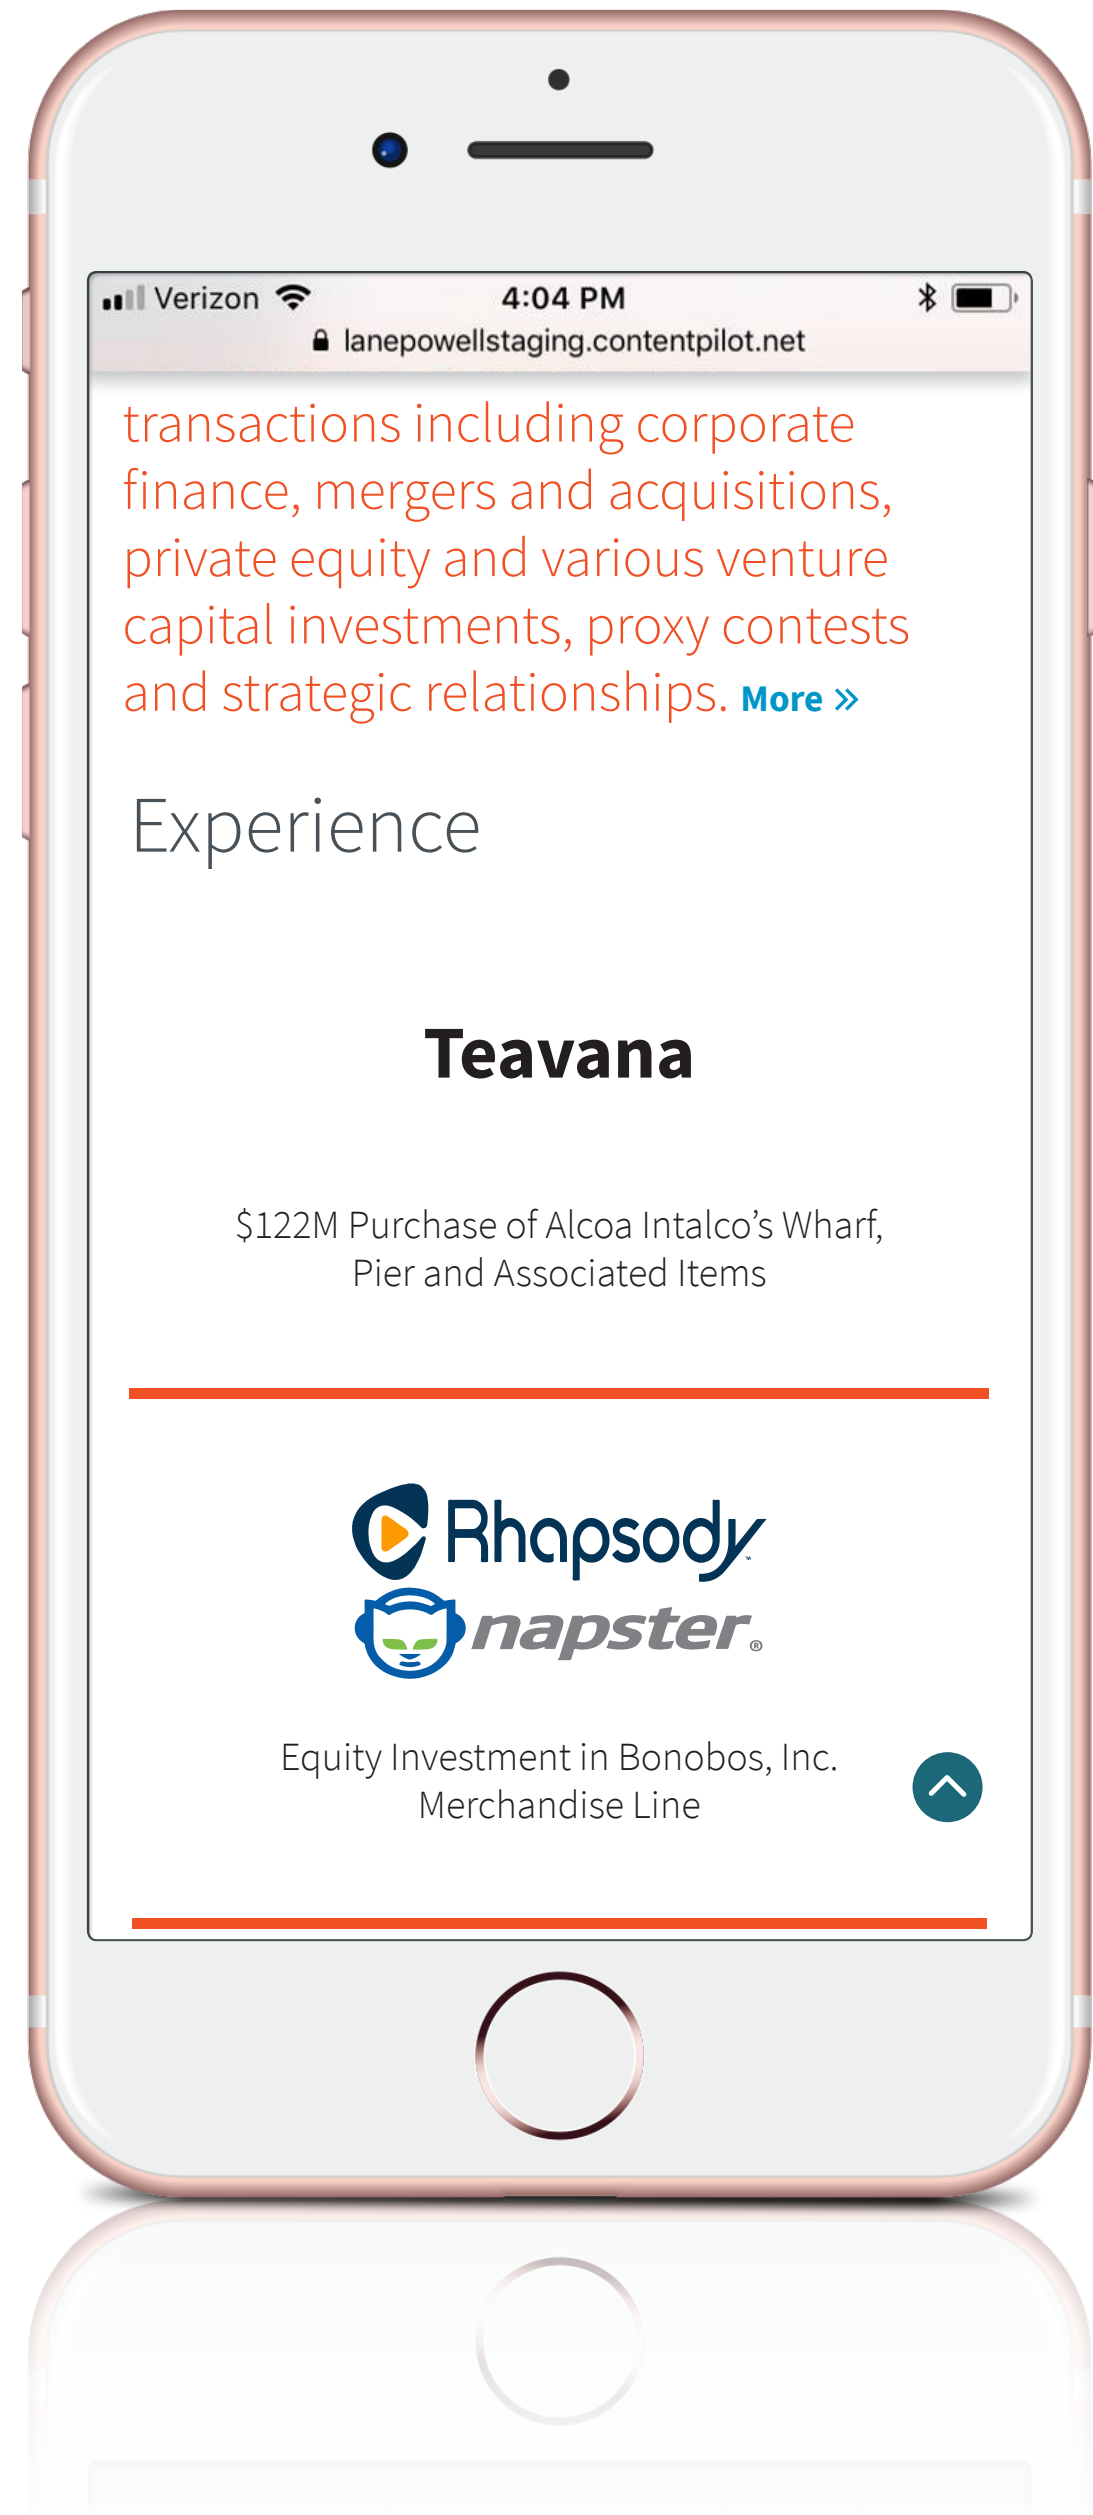 Verizon 4:04 PM
lanepowellstaging.contentpilot.net
transactions including corporate
finance, mergers and acquisitions,
private equity and various venture
capital investments, proxy contests
and strategic relationships. More »
Experience
Teavana
$122M Purchase of Alcoa Intalco’s Wharf,
Pier and Associated Items
Rhapsody™
napster®
Equity Investment in Bonobos, Inc.
Merchandise Line